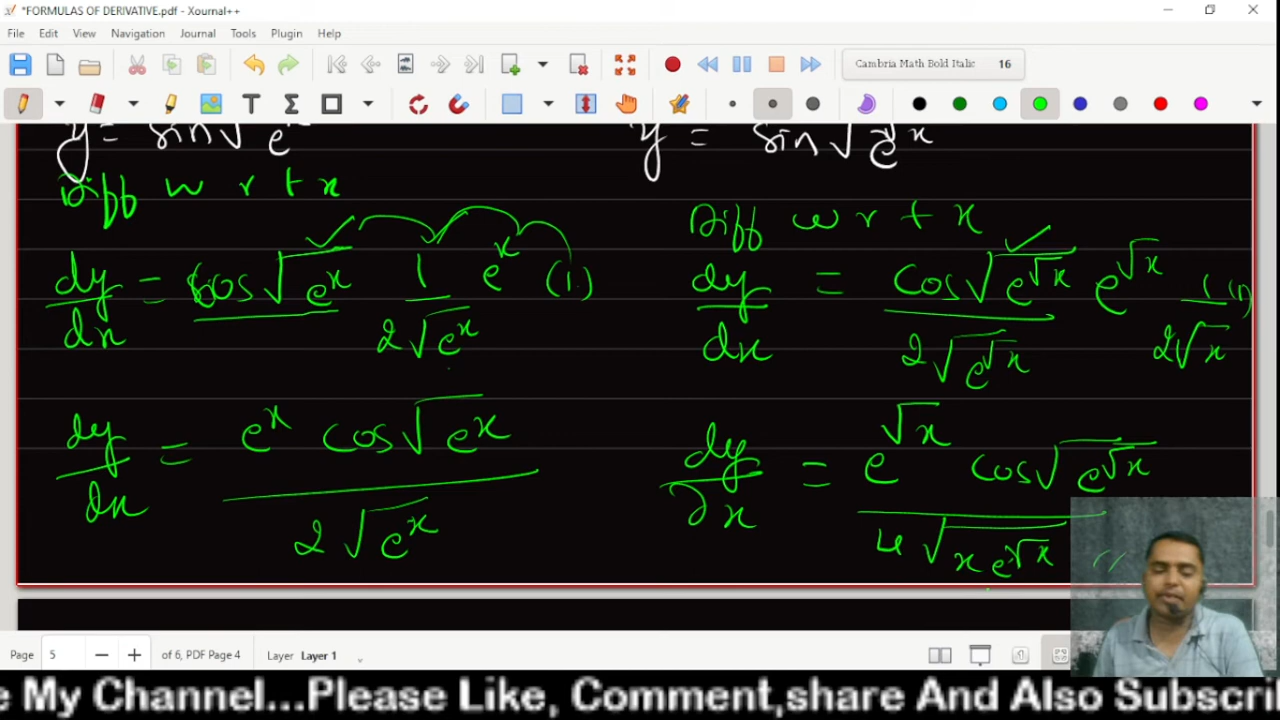 *FORMULAS OF DERIVATIVE.pdf - Xournal++
File Edit View Navigation Journal Tools Plugin Help
Cambria Math Bold Italic 16
y = sin√e^x
y = sin√e^√x
Diff w r t x
Diff w r t x
dy/dx = cos√(e^x) 1/(2√(e^x)) e^x (1)
dy/dx = cos√(e^√x)/(2√(e^√x)) e^√x 1/(2√x) (1)
dy/dx = e^x cos√(e^x) / (2√(e^x))
dy/dx = e^√x cos√(e^√x) / (4√(x e^√x))
Page 5 of 6, PDF Page 4 Layer Layer 1
e My Channel...Please Like, Comment,share And Also Subscri